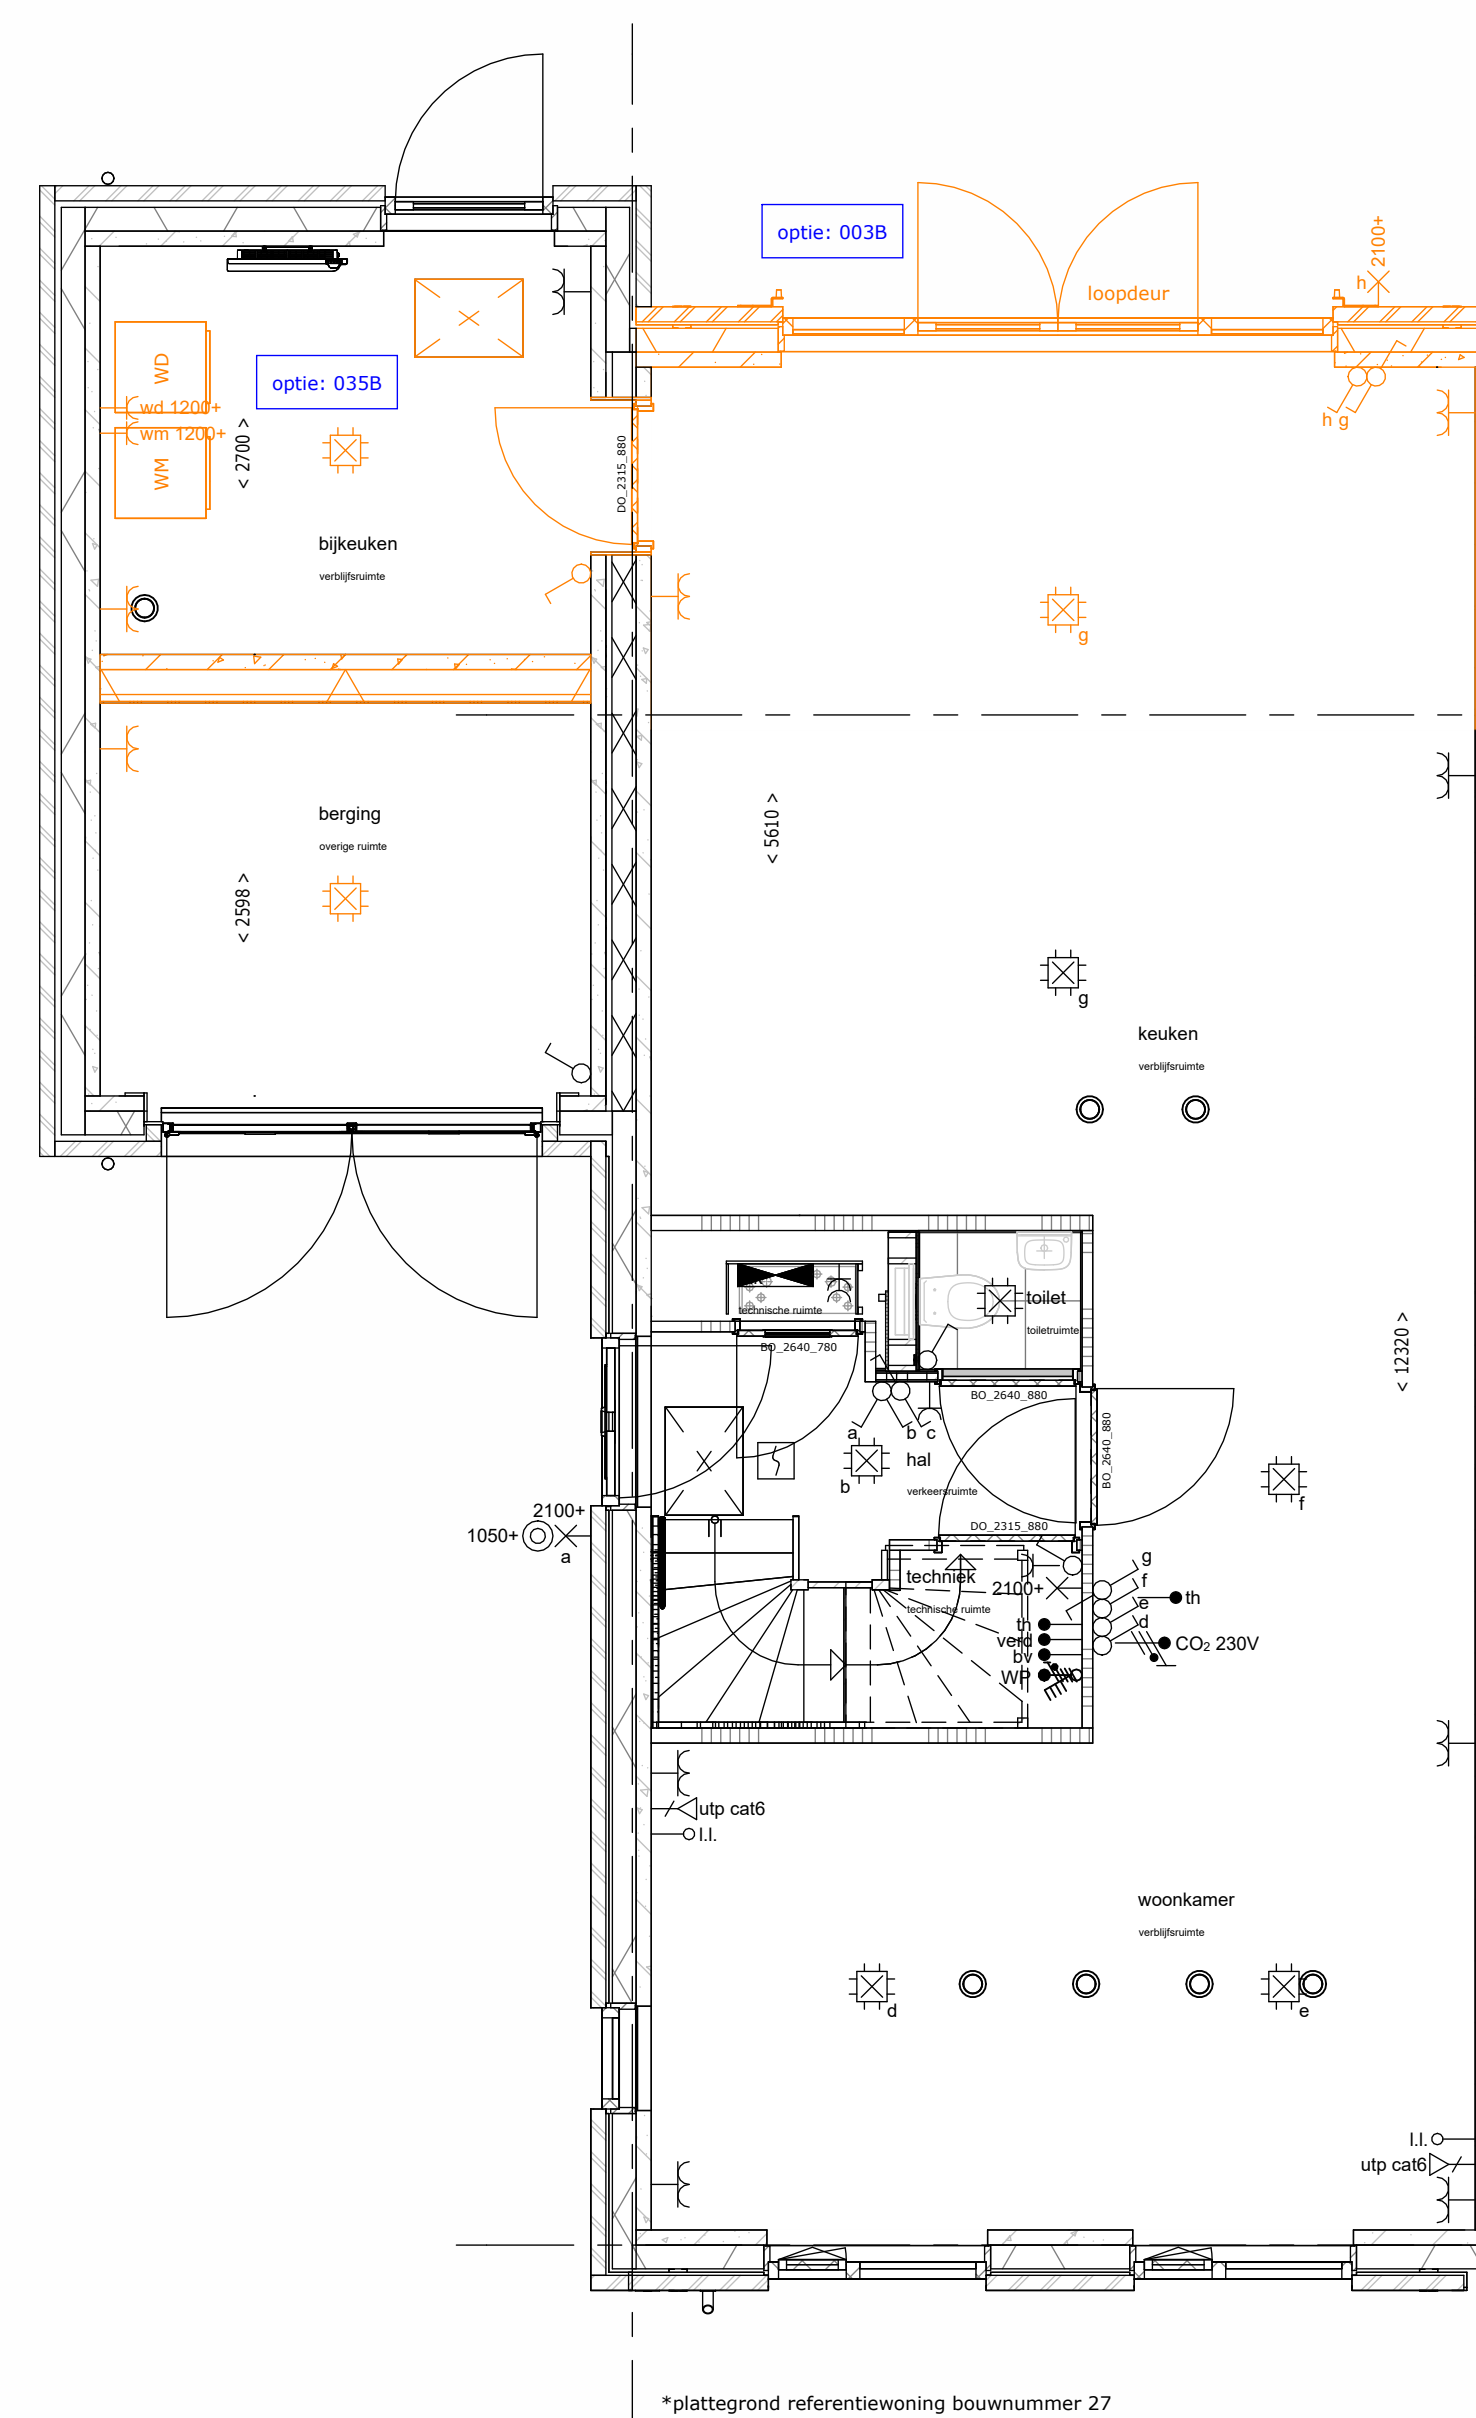 optie: 003B
loopdeur
h
2100+
optie: 035B
WD
wd 1200+
wm 1200+
WM
< 2700 >
DO_2315_880
h g
bijkeuken
verblijfsruimte
g
berging
overige ruimte
< 2598 >
< 5610 >
g
keuken
verblijfsruimte
toilet
toiletruimte
technische ruimte
BO_2640_780
BO_2640_880
BO_2640_880
< 12320 >
a
b c
hal
b
verkeersruimte
f
2100+
1050+
a
DO_2315_880
techniek
technische ruimte
2100+
g
f
e
d
th
th
verd
bv
WP
CO₂ 230V
utp cat6
l.l.
woonkamer
verblijfsruimte
d
e
l.l.
utp cat6
*plattegrond referentiewoning bouwnummer 27